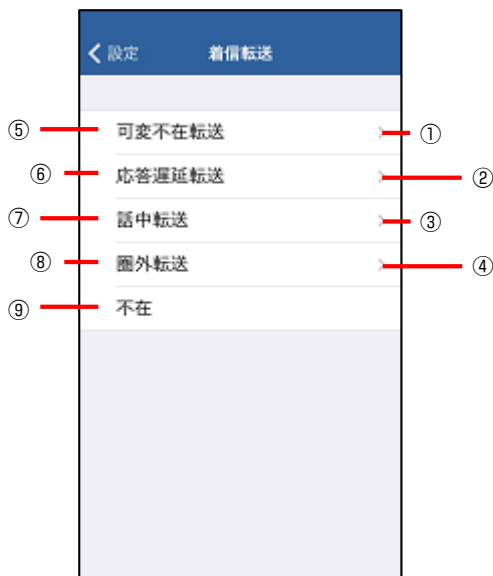 設定 着信転送
⑤ 可変不在転送 ①
⑥ 応答遅延転送 ②
⑦ 話中転送 ③
⑧ 圏外転送 ④
⑨ 不在